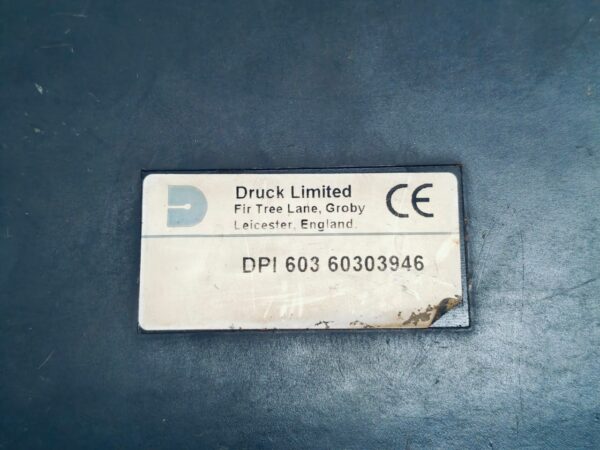 Druck Limited
Fir Tree Lane, Groby
Leicester, England.
CE
DPI 603 60303946